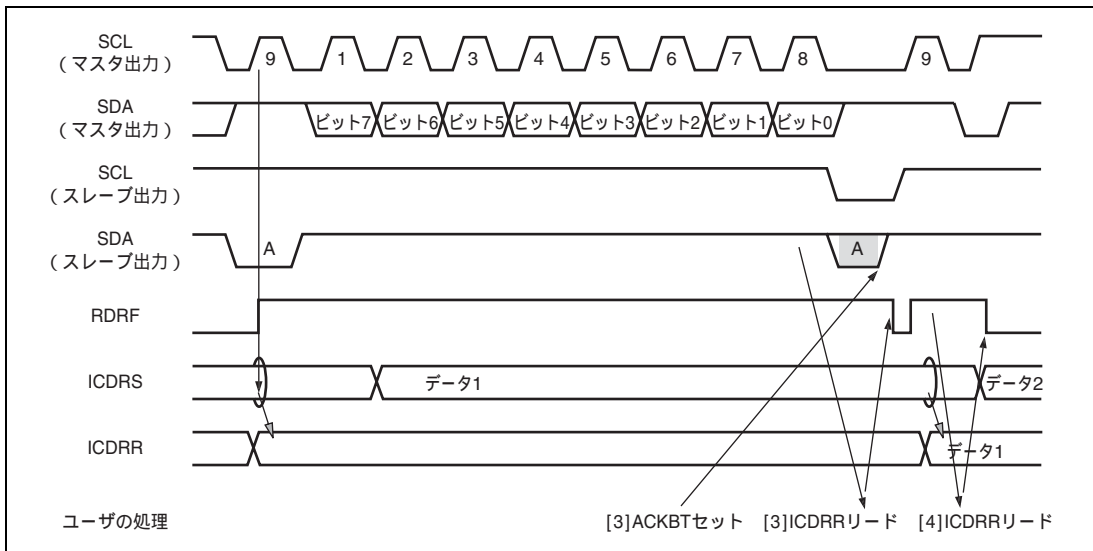 SCL
（マスタ出力）
9 1 2 3 4 5 6 7 8 9
SDA
（マスタ出力）
ビット7 ビット6 ビット5 ビット4 ビット3 ビット2 ビット1 ビット0
SCL
（スレーブ出力）
SDA
（スレーブ出力）
A A
RDRF
ICDRS
データ1 データ2
ICDRR
データ1
ユーザの処理
[3]ACKBTセット [3]ICDRRリード [4]ICDRRリード